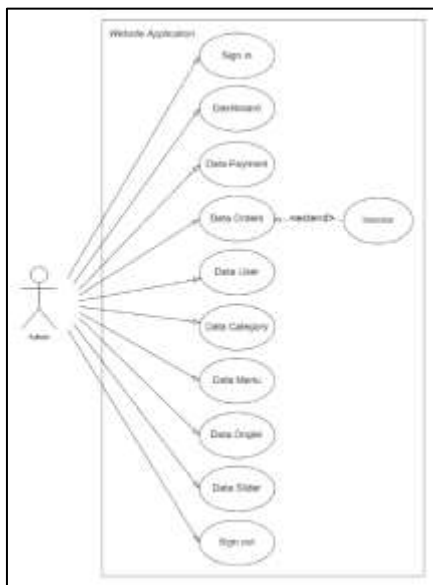 Website Application
Sign in
Dashboard
Data Payment
Data Orders
<extend>
Data User
Admin
Data Category
Data Menu
Data Ongkir
Data Slider
Sign out